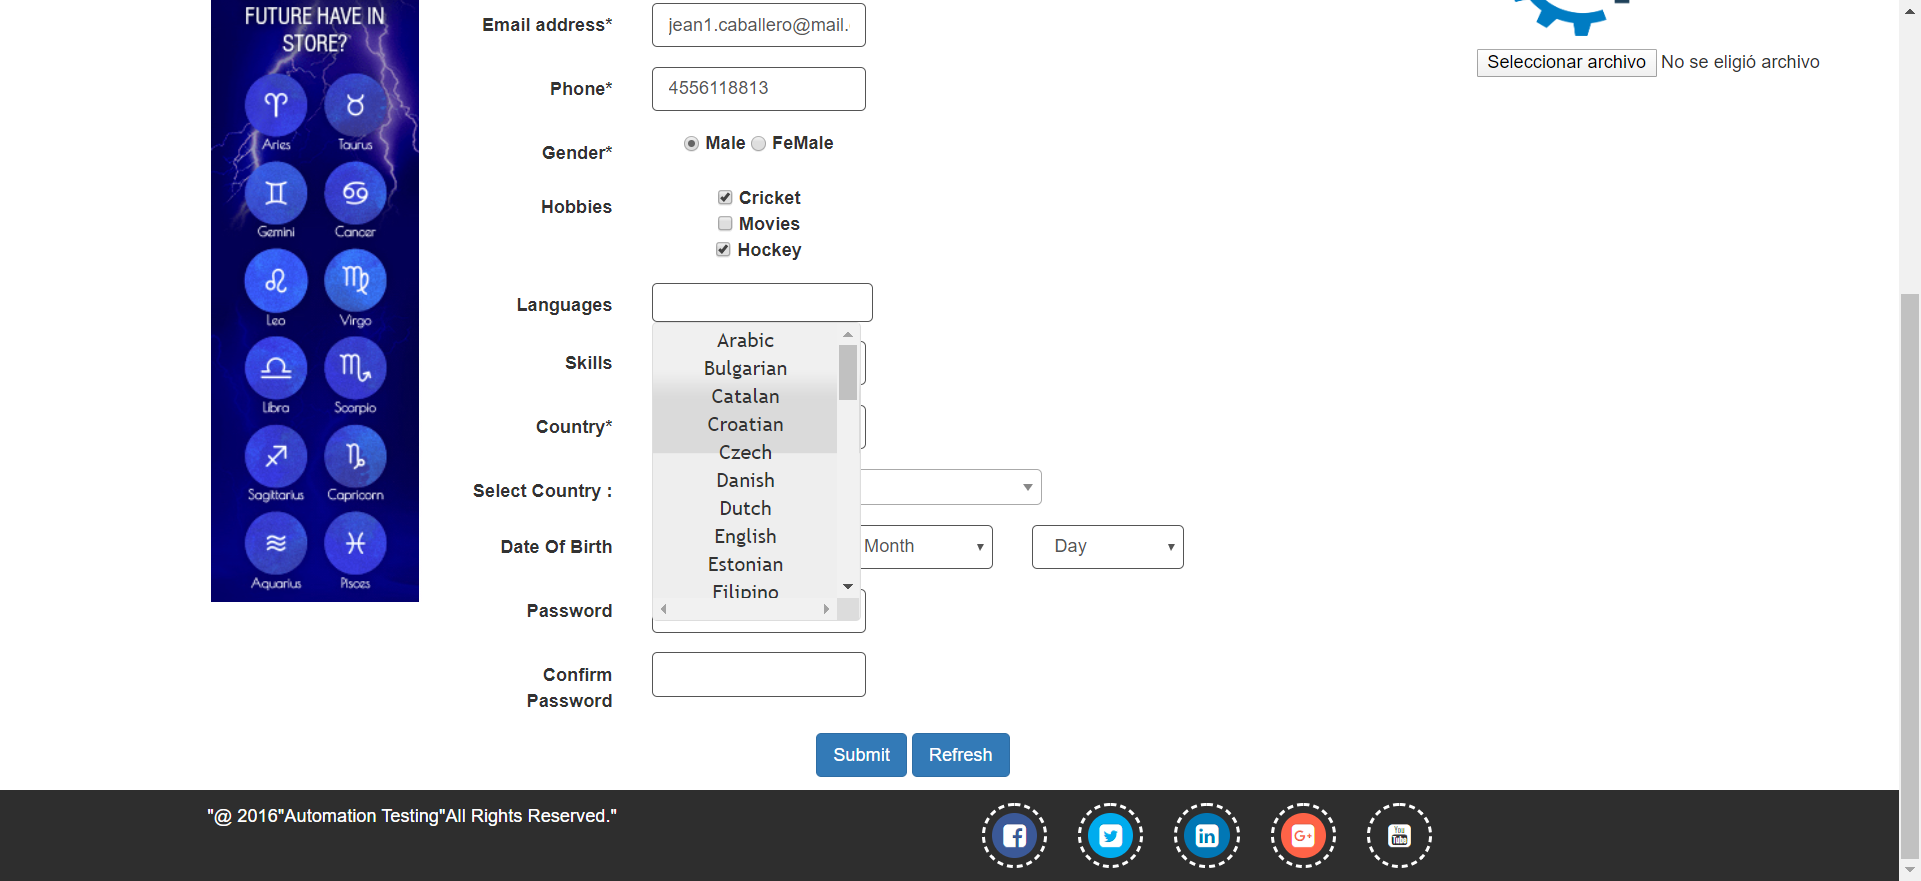 FUTURE HAVE IN
STORE?
Aries
Taurus
Gemini
Cancer
Leo
Virgo
Libra
Scorpio
Sagittarius
Capricorn
Aquarius
Pisces
Email address*
jean1.caballero@mail.
Phone*
4556118813
Gender*
Male
FeMale
Hobbies
Cricket
Movies
Hockey
Languages
Arabic
Bulgarian
Catalan
Croatian
Czech
Danish
Dutch
English
Estonian
Filipino
Skills
Country*
Select Country :
Date Of Birth
Month
Day
Password
Confirm
Password
Submit
Refresh
Seleccionar archivo
No se eligió archivo
"@ 2016"Automation Testing"All Rights Reserved."
f
in
G+
You
Tube